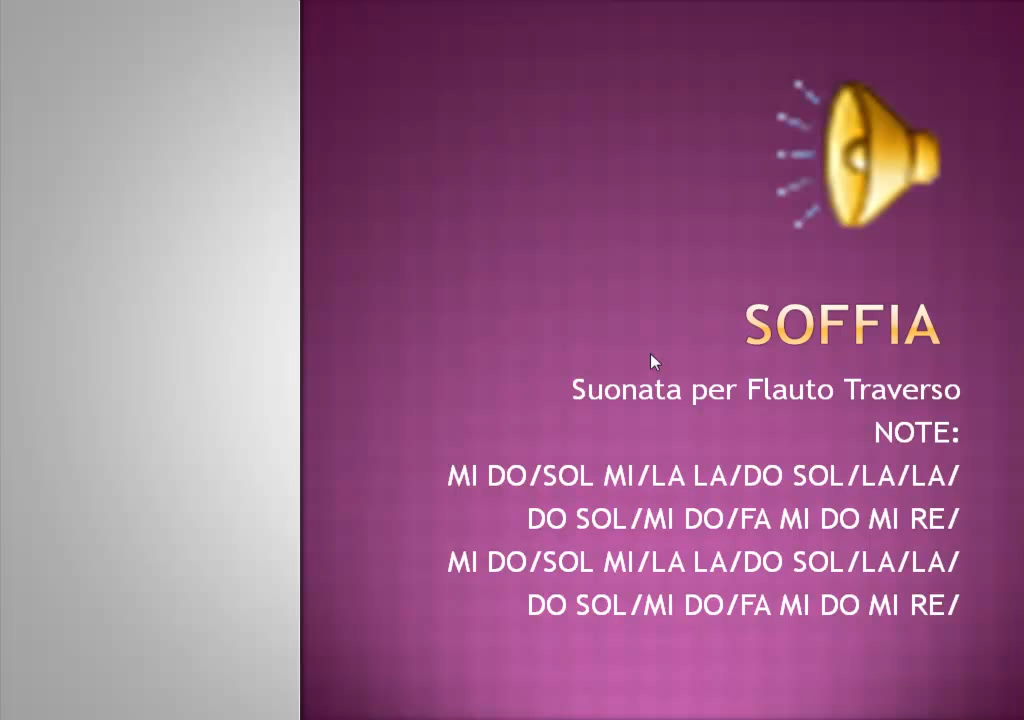 SOFFIA
Suonata per Flauto Traverso
NOTE:
MI DO/SOL MI/LA LA/DO SOL/LA/LA/
DO SOL/MI DO/FA MI DO MI RE/
MI DO/SOL MI/LA LA/DO SOL/LA/LA/
DO SOL/MI DO/FA MI DO MI RE/